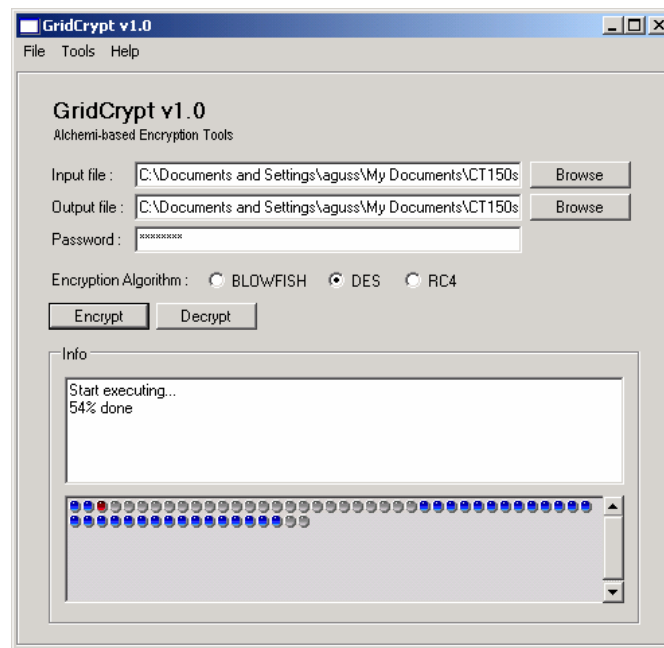 GridCrypt v1.0
File Tools Help
GridCrypt v1.0
Alchemi-based Encryption Tools
Input file : C:\Documents and Settings\aguss\My Documents\CT150s Browse
Output file : C:\Documents and Settings\aguss\My Documents\CT150s Browse
Password : ********
Encryption Algorithm : BLOWFISH DES RC4
Encrypt Decrypt
Info
Start executing...
54% done